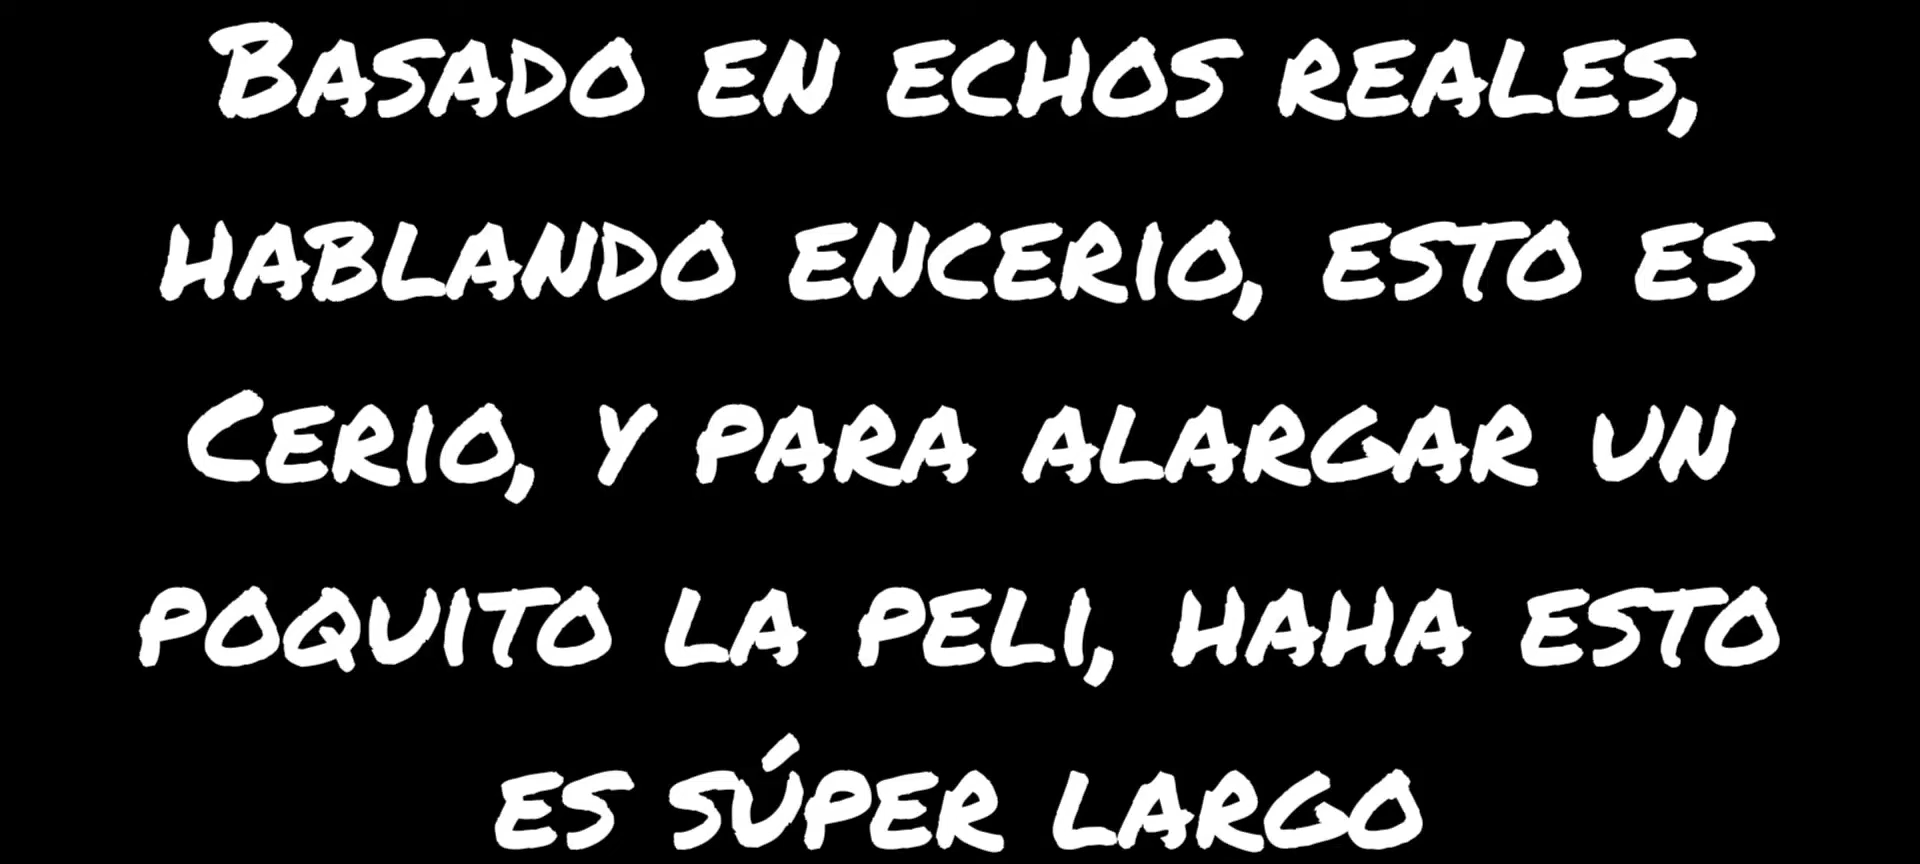 Basado en echos reales,
hablando encerio, esto es
Cerio, y para alargar un
poquito la peli, haha esto
es súper largo